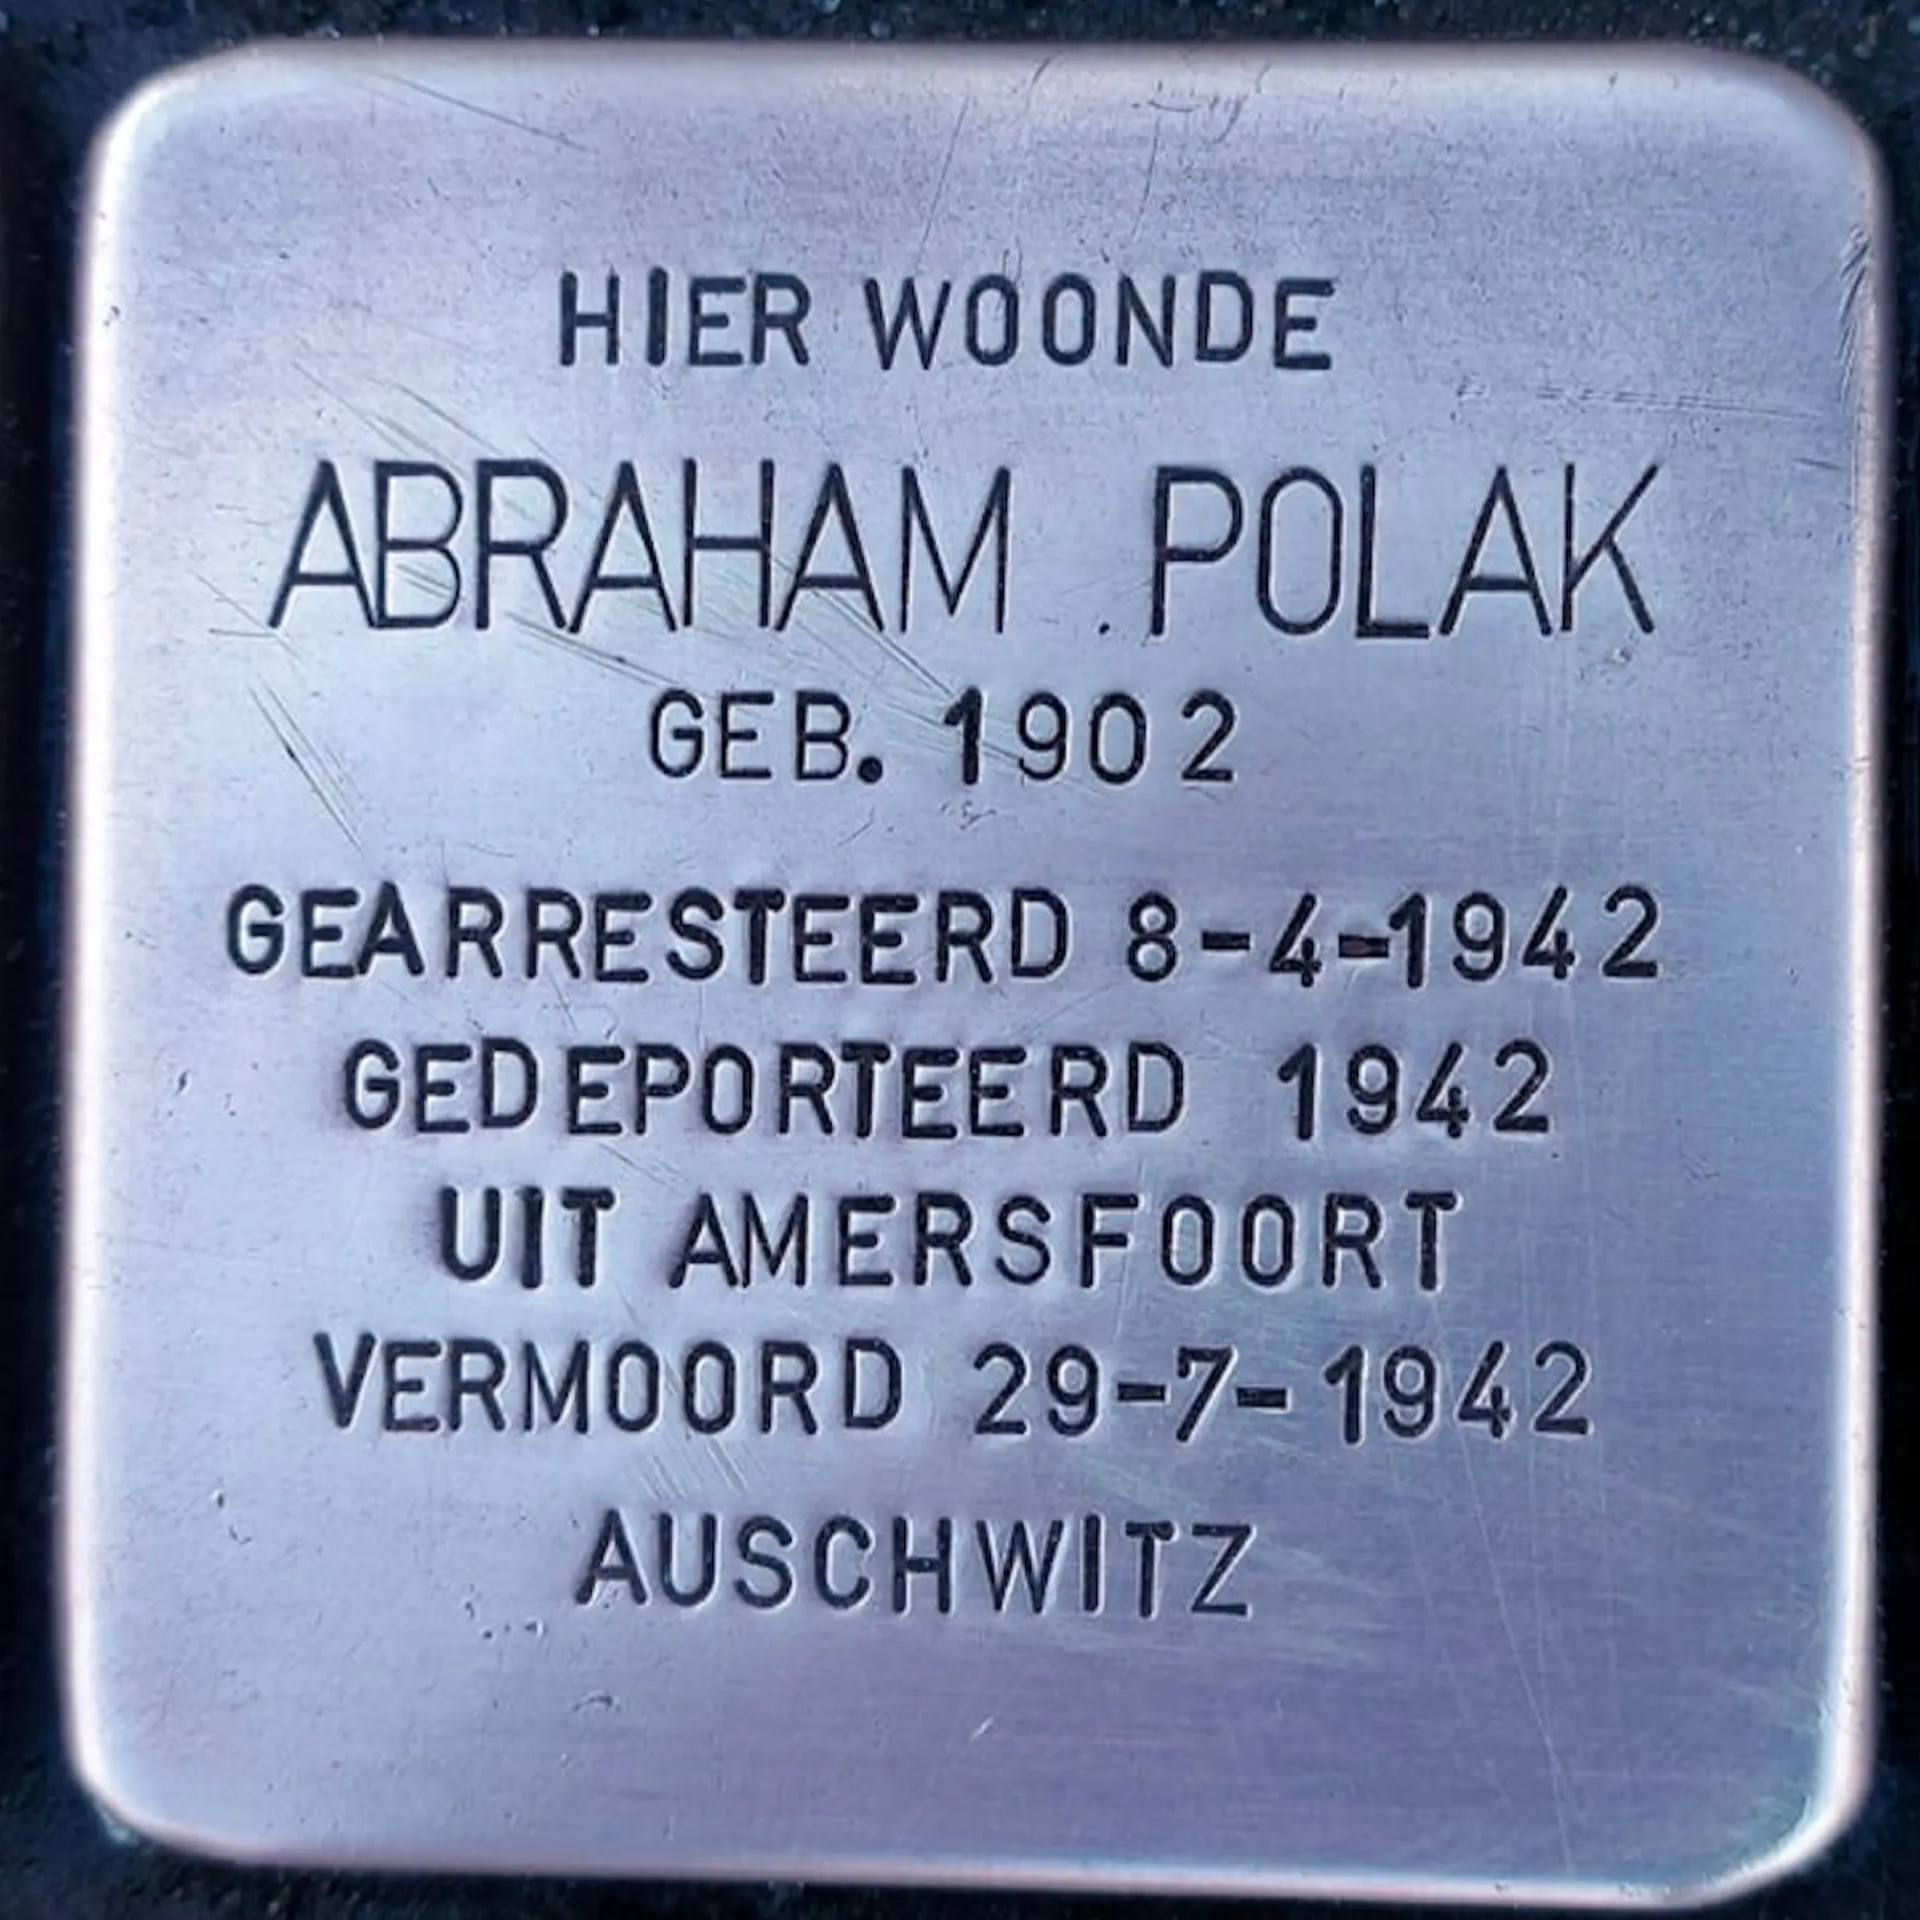 HIER WOONDE
ABRAHAM POLAK
GEB. 1902
GEARRESTEERD 8-4-1942
GEDEPORTEERD 1942
UIT AMERSFOORT
VERMOORD 29-7-1942
AUSCHWITZ